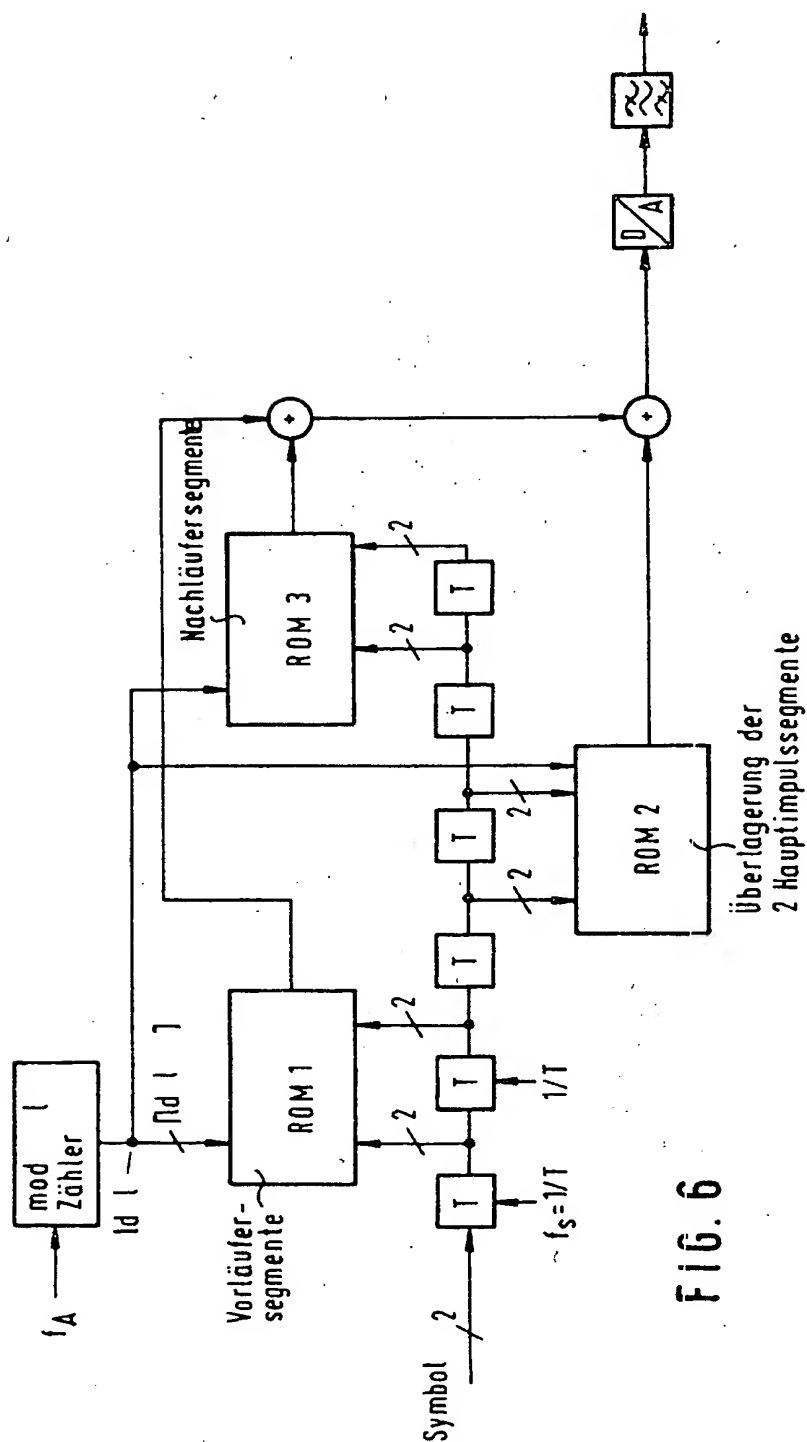 f_A
mod l
Zähler
ld l
⌈ld l⌉
Vorläufer-
segmente
ROM 1
Nachläufersegmente
ROM 3
+
+
D
A
2
2
2
2
Symbol
2
T
T
T
T
T
T
f_S=1/T
1/T
2
2
ROM 2
Überlagerung der
2 Hauptimpulssegmente
FIG. 6